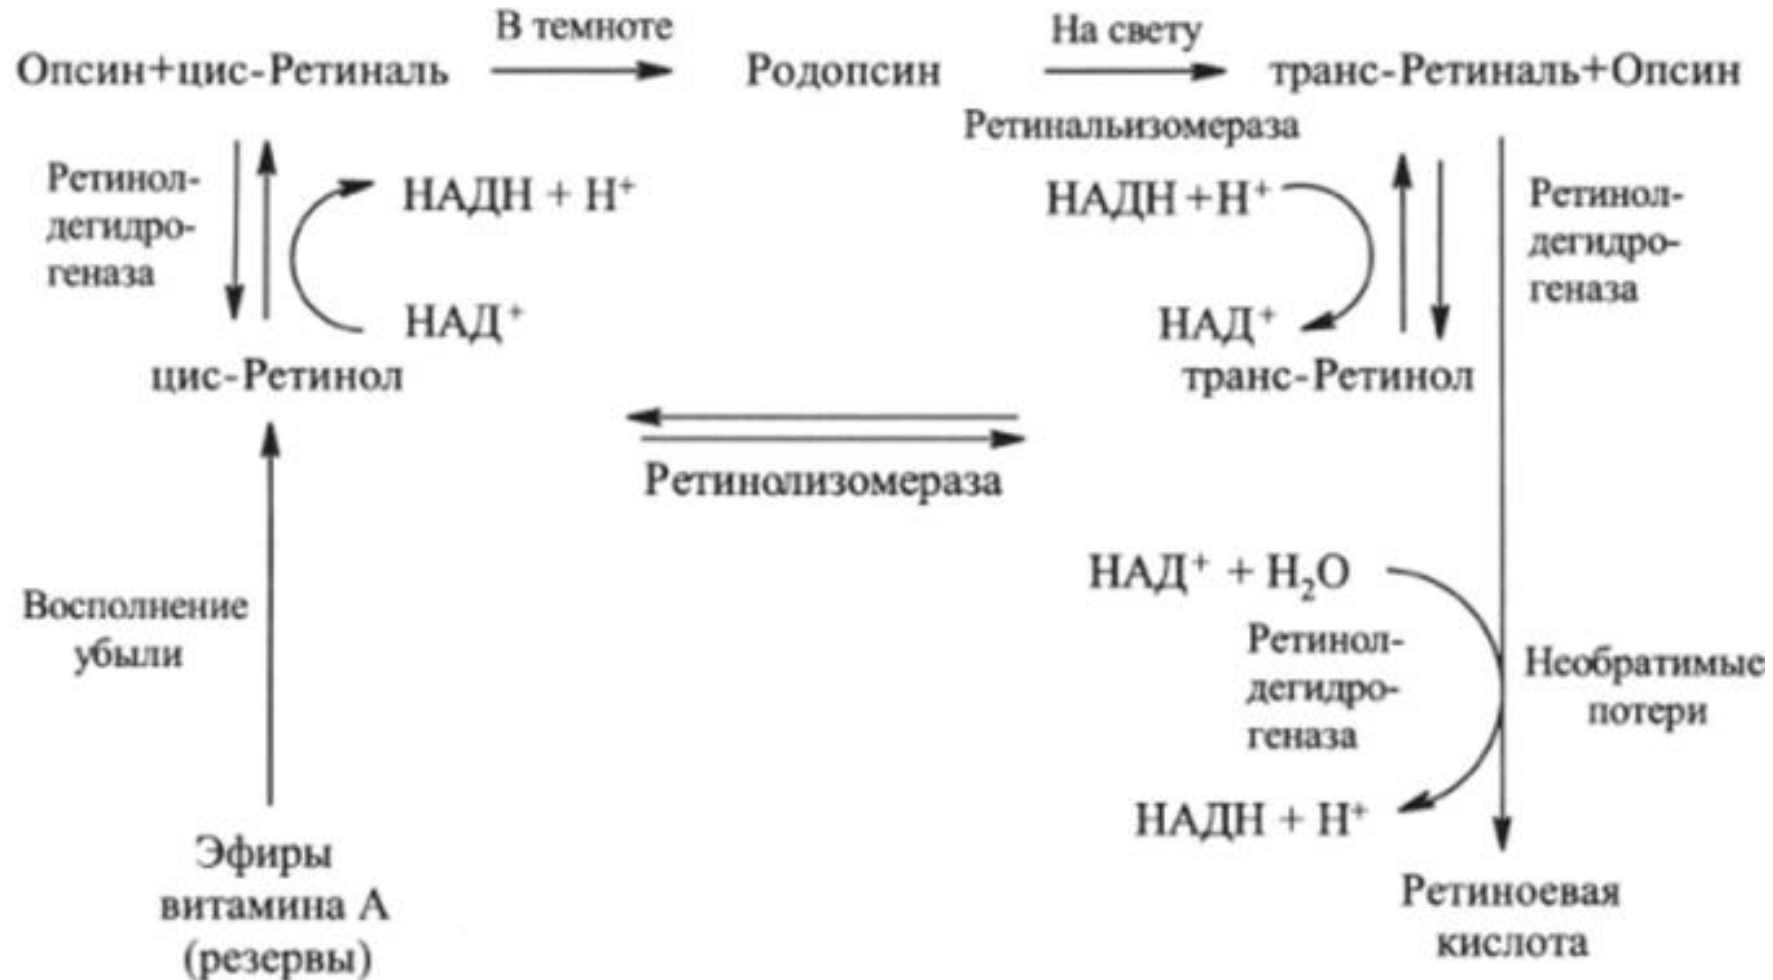 В темноте
На свету
Опсин+цис-Ретиналь
Родопсин
транс-Ретиналь+Опсин
Ретинальизомераза
Ретинол-
дегидро-
геназа
НАДН + H⁺
НАД⁺
НАДН +H⁺
НАД⁺
Ретинол-
дегидро-
геназа
цис-Ретинол
транс-Ретинол
Ретинолизомераза
Восполнение
убыли
НАД⁺ + H₂O
Ретинол-
дегидро-
геназа
НАДН + H⁺
Необратимые
потери
Эфиры
витамина А
(резервы)
Ретиноевая
кислота